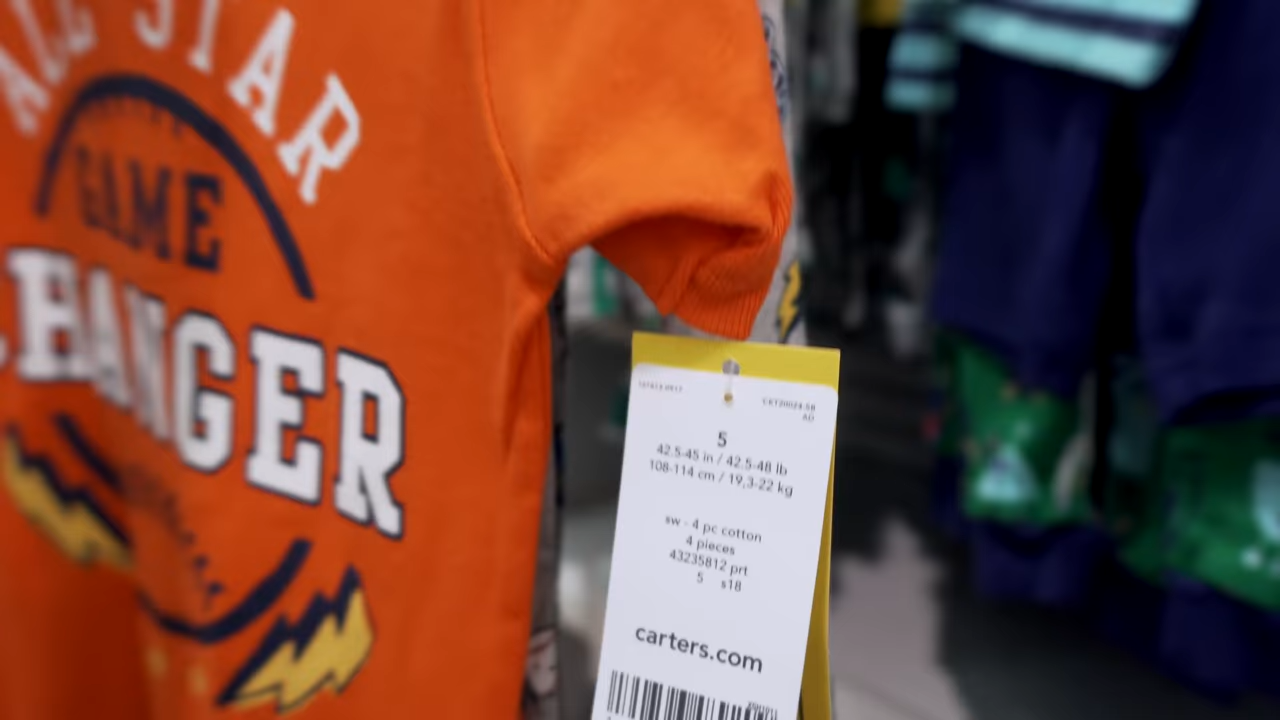 ALL STAR
GAME
CHANGER
5
42.5-45 in / 42.5-48 lb
108-114 cm / 19,3-22 kg
sw - 4 pc cotton
4 pieces
43235812 prt
5 s18
carters.com